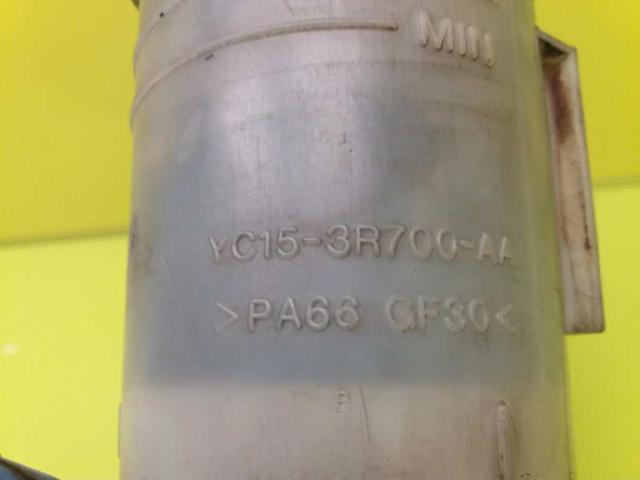 MIN
YC15-3R700-AA
>PA66 GF30<
B